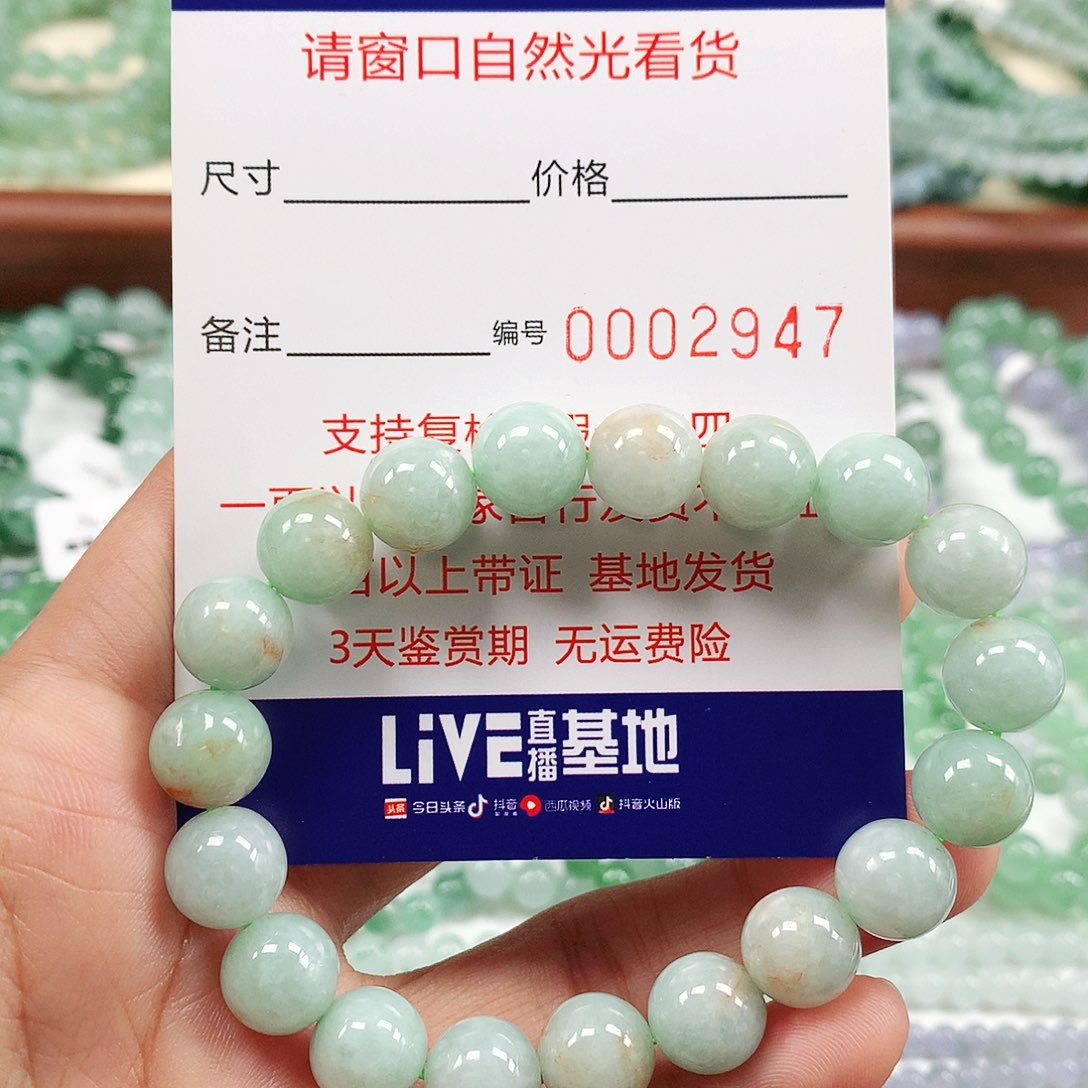 请窗口自然光看货
尺寸 价格
备注 编号 0002947
支持复
以上带证 基地发货
3天鉴赏期 无运费险
LiVE直播基地
头条 今日头条 抖音 西瓜视频 抖音火山版